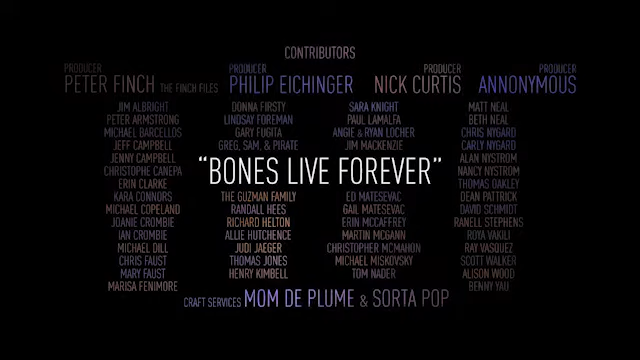 CONTRIBUTORS
PRODUCER PRODUCER PRODUCER PRODUCER
PETER FINCH THE FINCH FILES PHILIP EICHINGER NICK CURTIS ANNONYMOUS
JIM ALBRIGHT DONNA FIRSTY SARA KNIGHT MATT NEAL
PETER ARMSTRONG LINDSAY FOREMAN PAUL LAMALFA BETH NEAL
MICHAEL BARCELLOS GARY FUGITA ANGIE & RYAN LOCHER CHRIS NYGARD
JEFF CAMPBELL GREG, SAM, & PIRATE JIM MACKENZIE CARLY NYGARD
JENNY CAMPBELL ALAN NYSTROM
CHRISTOPHE CANEPA "BONES LIVE FOREVER" NANCY NYSTROM
ERIN CLARKE THOMAS OAKLEY
KARA CONNORS THE GUZMAN FAMILY ED MATESEVAC DEAN PATTRICK
MICHAEL COPELAND RANDALL HEES GAIL MATESEVAC DAVID SCHMIDT
JOANIE CROMBIE RICHARD HELTON ERIN MCCAFFREY RANELL STEPHENS
IAN CROMBIE ALLIE HUTCHENCE MARTIN MCGANN ROYA VAKILI
MICHAEL DILL JUDI JAEGER CHRISTOPHER MCMAHON RAY VASQUEZ
CHRIS FAUST THOMAS JONES MICHAEL MISKOVSKY SCOTT WALKER
MARY FAUST HENRY KIMBELL TOM NADER ALISON WOOD
MARISA FENIMORE BENNY YAU
CRAFT SERVICES MOM DE PLUME & SORTA POP